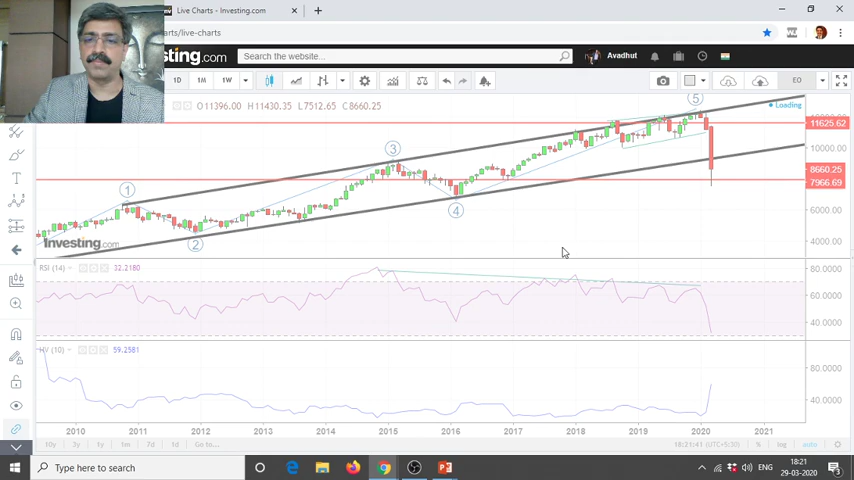 Live Charts - Investing.com
arts/live-charts
sting.com
Search the website...
Avadhut
1D 1M 1W
EO
O11396.00 H11430.35 L7512.65 C8660.25
Loading
5
11625.62
3
10000.00
8660.25
7966.69
1
4
6000.00
2
Investing.com
4000.00
RSI (14)
32.2180
80.0000
60.0000
40.0000
HV (10)
59.2581
80.0000
40.0000
2010 2011 2012 2013 2014 2015 2016 2017 2018 2019 2020 2021
10y 3y 1y 1m 7d 1d Go to...
18:21:41 (UTC+5:30) % log auto
Type here to search
ENG
18:21
29-03-2020
3